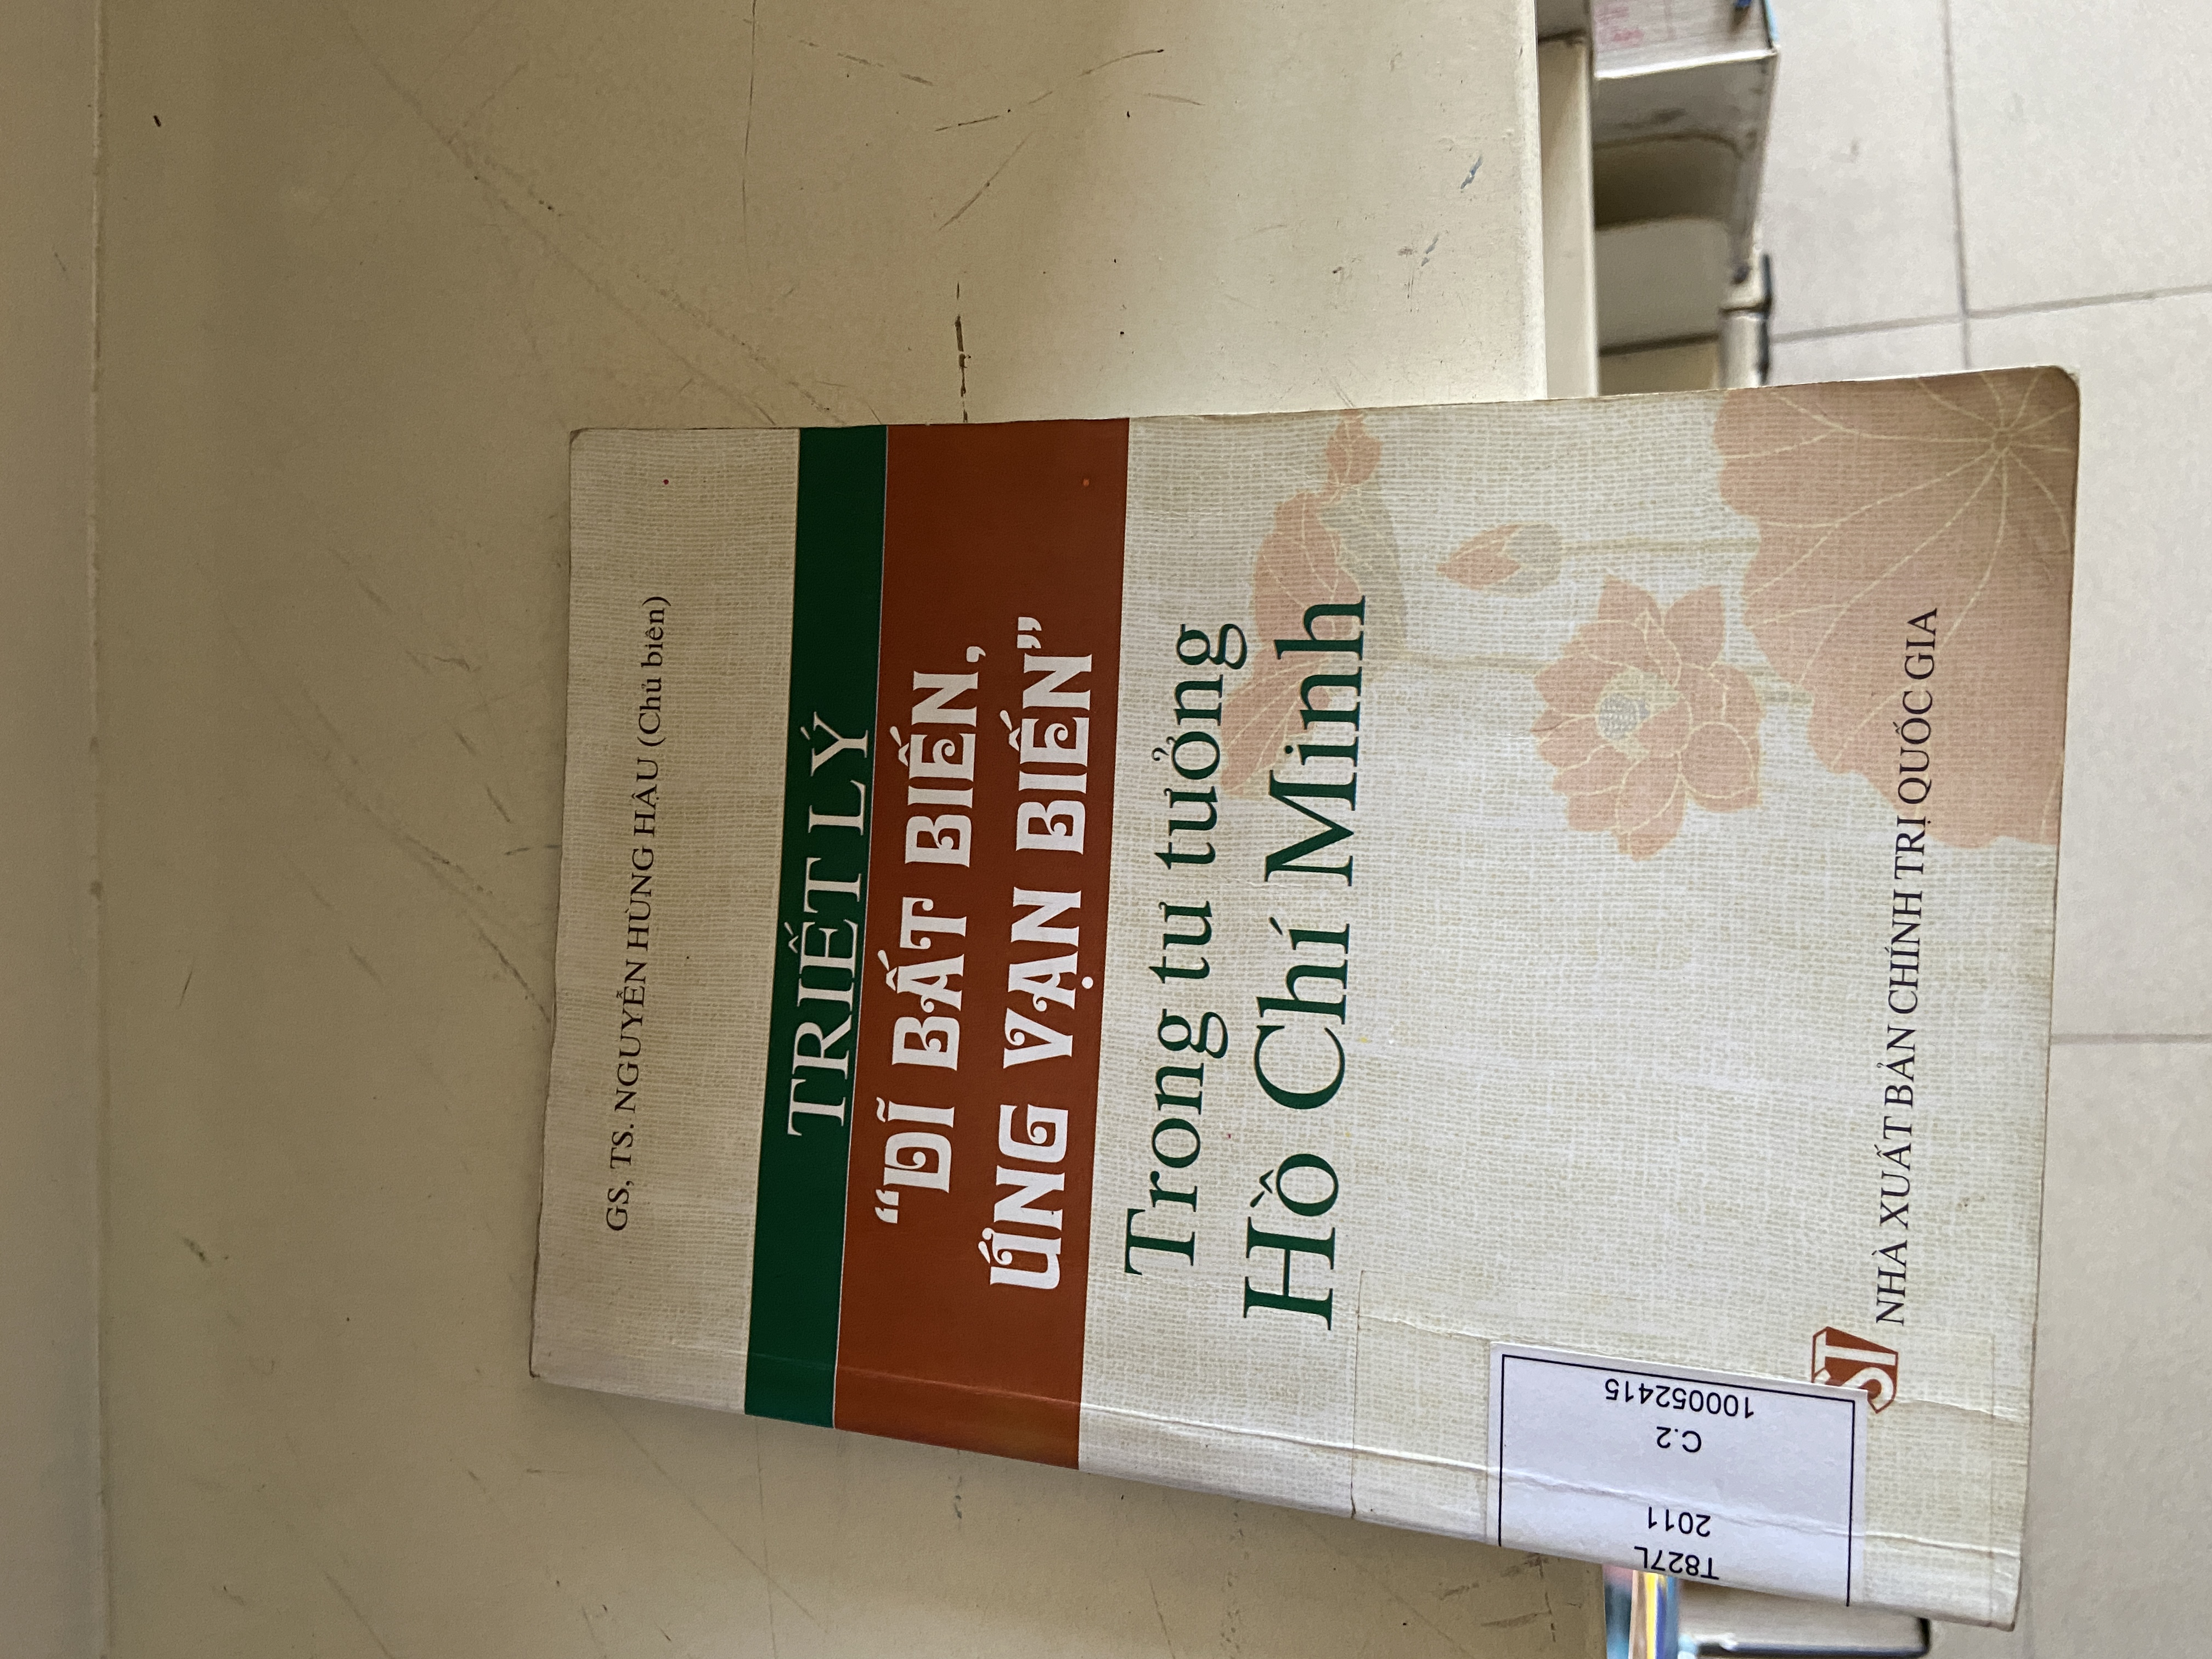 GS, TS. NGUYỄN HÙNG HẬU (Chủ biên)
TRIẾT LÝ
“DĨ BẤT BIẾN,
ỨNG VẠN BIẾN”
Trong tư tưởng
Hồ Chí Minh
T827L
2011
C.2
100052415
ST
NHÀ XUẤT BẢN CHÍNH TRỊ QUỐC GIA